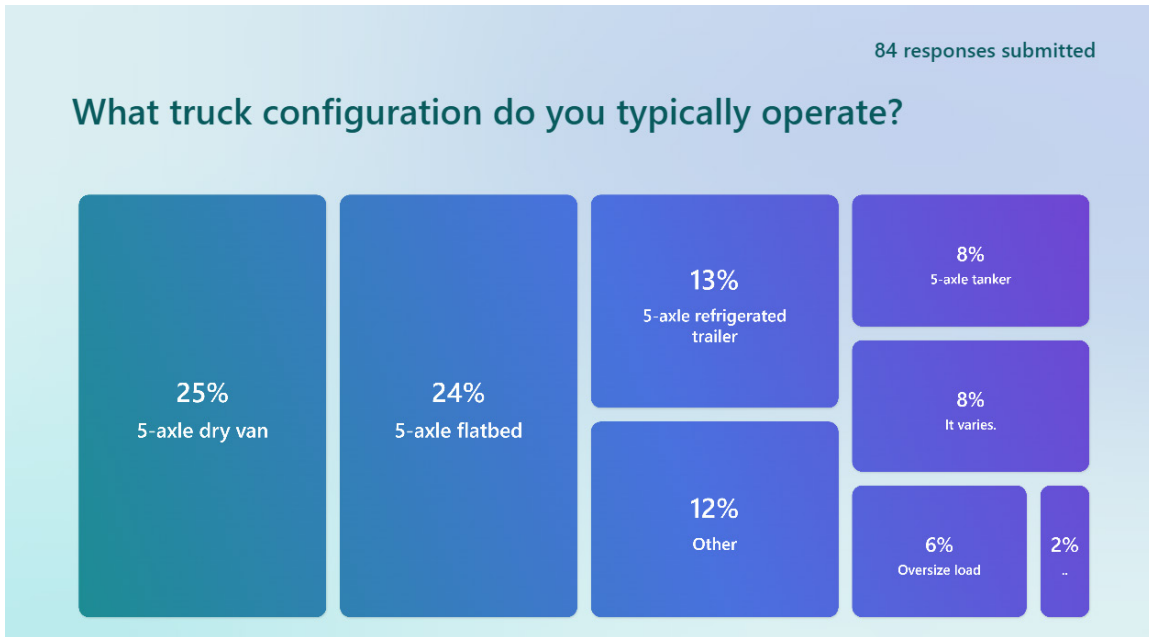 84 responses submitted
What truck configuration do you typically operate?
25%
5-axle dry van
24%
5-axle flatbed
13%
5-axle refrigerated
trailer
12%
Other
8%
5-axle tanker
8%
It varies.
6%
Oversize load
2%
..